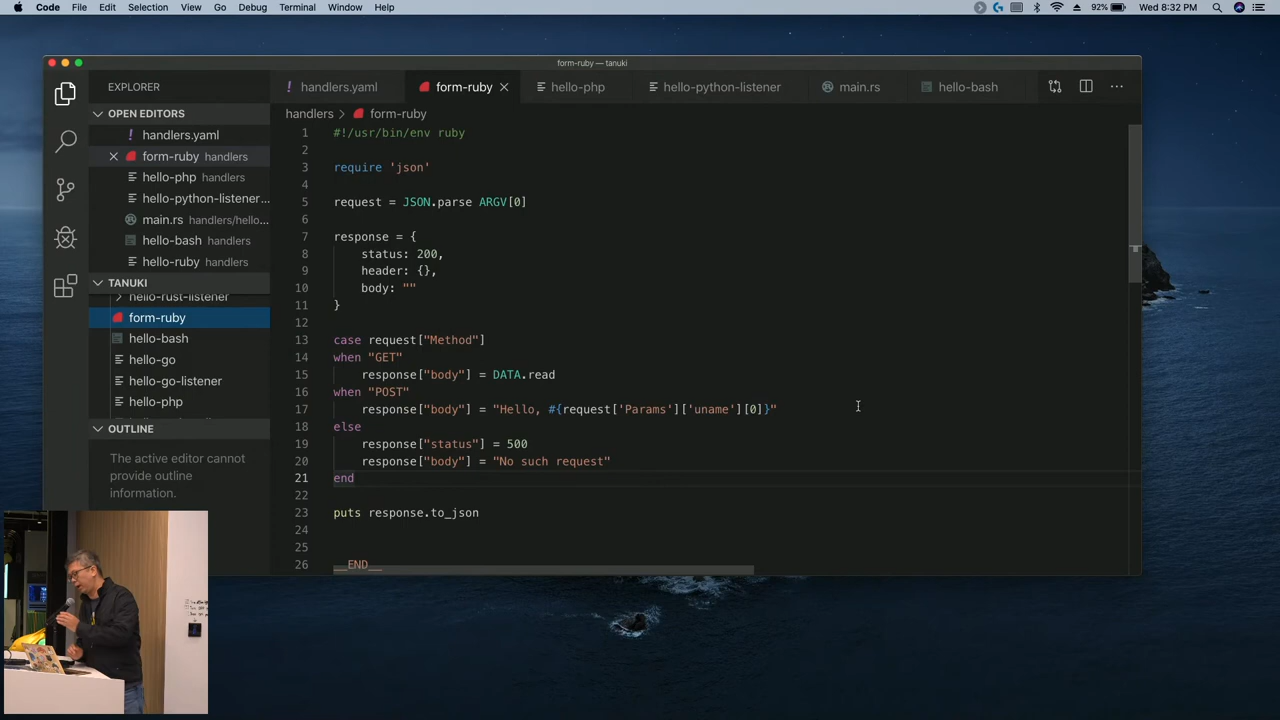 Code File Edit Selection View Go Debug Terminal Window Help 92% Wed 8:32 PM
form-ruby — tanuki
EXPLORER
handlers.yaml form-ruby hello-php hello-python-listener main.rs hello-bash
OPEN EDITORS
handlers.yaml
form-ruby handlers
hello-php handlers
hello-python-listener...
main.rs handlers/hello...
hello-bash handlers
hello-ruby handlers
TANUKI
hello-rust-listener
form-ruby
hello-bash
hello-go
hello-go-listener
hello-php
OUTLINE
The active editor cannot
provide outline
information.
handlers > form-ruby
1 #!/usr/bin/env ruby
2
3 require 'json'
4
5 request = JSON.parse ARGV[0]
6
7 response = {
8 status: 200,
9 header: {},
10 body: ""
11 }
12
13 case request["Method"]
14 when "GET"
15 response["body"] = DATA.read
16 when "POST"
17 response["body"] = "Hello, #{request['Params']['uname'][0]}"
18 else
19 response["status"] = 500
20 response["body"] = "No such request"
21 end
22
23 puts response.to_json
24
25
26 __END__